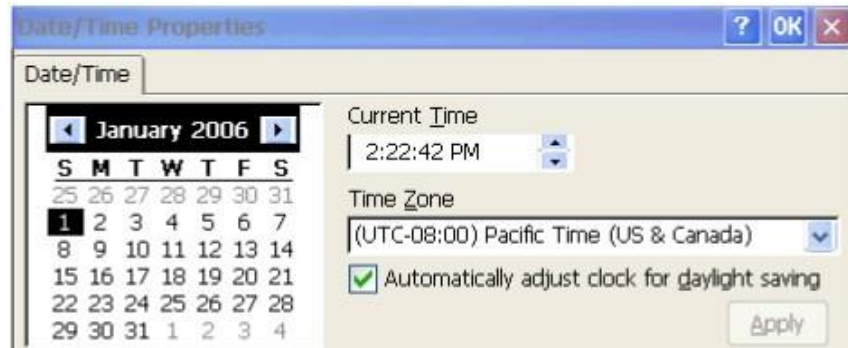 Date/Time Properties ? OK ×
Date/Time
January 2006
S M T W T F S
25 26 27 28 29 30 31
1 2 3 4 5 6 7
8 9 10 11 12 13 14
15 16 17 18 19 20 21
22 23 24 25 26 27 28
29 30 31 1 2 3 4
Current Time
2:22:42 PM
Time Zone
(UTC-08:00) Pacific Time (US & Canada)
Automatically adjust clock for daylight saving
Apply